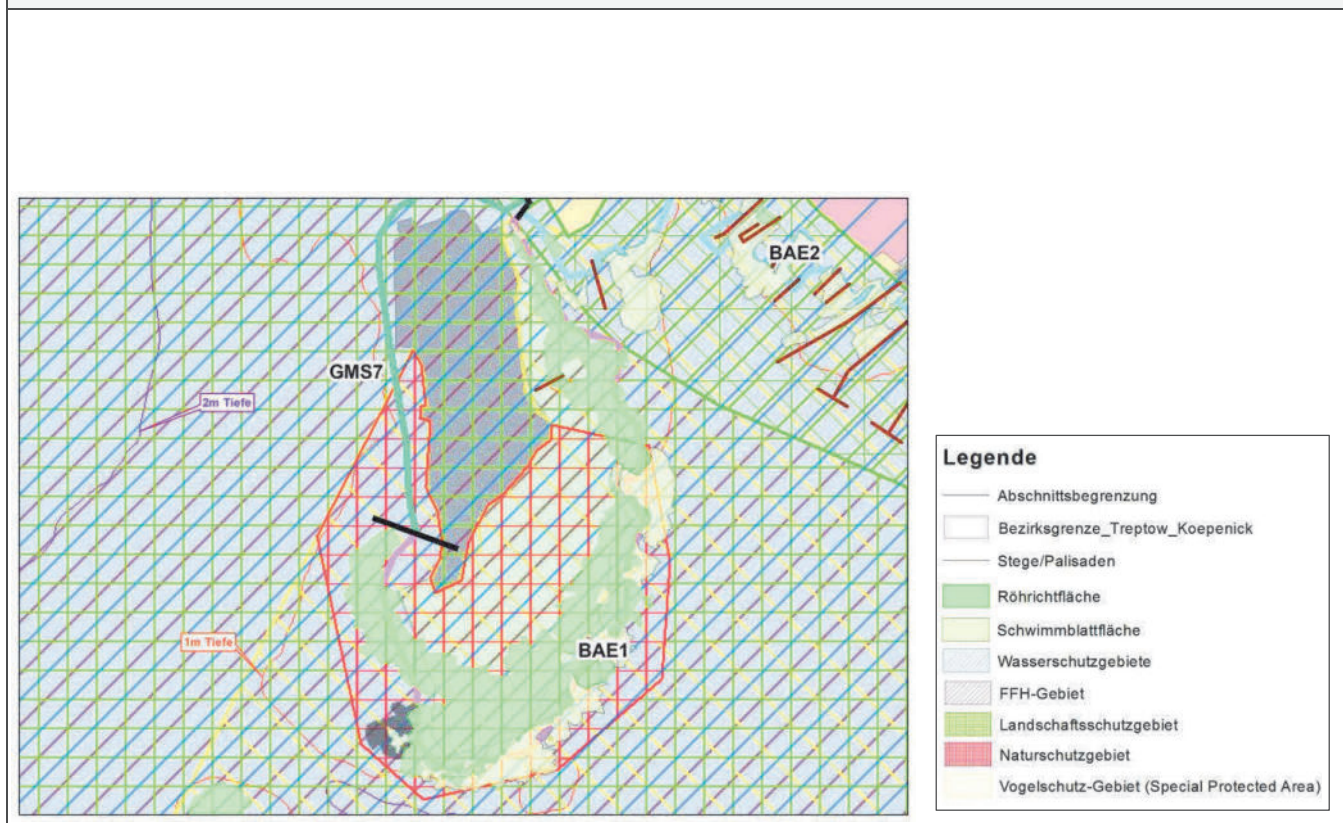 BAE2
GMS7
2m Tiefe
1m Tiefe
BAE1
Legende
Abschnittsbegrenzung
Bezirksgrenze_Treptow_Koepenick
Stege/Palisaden
Röhrichtfläche
Schwimmblattfläche
Wasserschutzgebiete
FFH-Gebiet
Landschaftsschutzgebiet
Naturschutzgebiet
Vogelschutz-Gebiet (Special Protected Area)